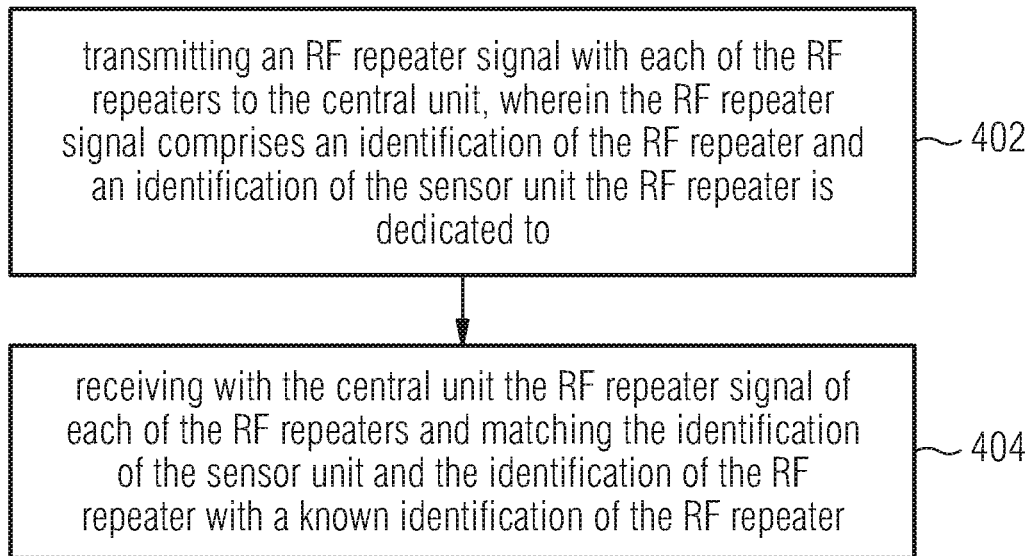 transmitting an RF repeater signal with each of the RF
repeaters to the central unit, wherein the RF repeater
signal comprises an identification of the RF repeater and
an identification of the sensor unit the RF repeater is
dedicated to
402
receiving with the central unit the RF repeater signal of
each of the RF repeaters and matching the identification
of the sensor unit and the identification of the RF
repeater with a known identification of the RF repeater
404